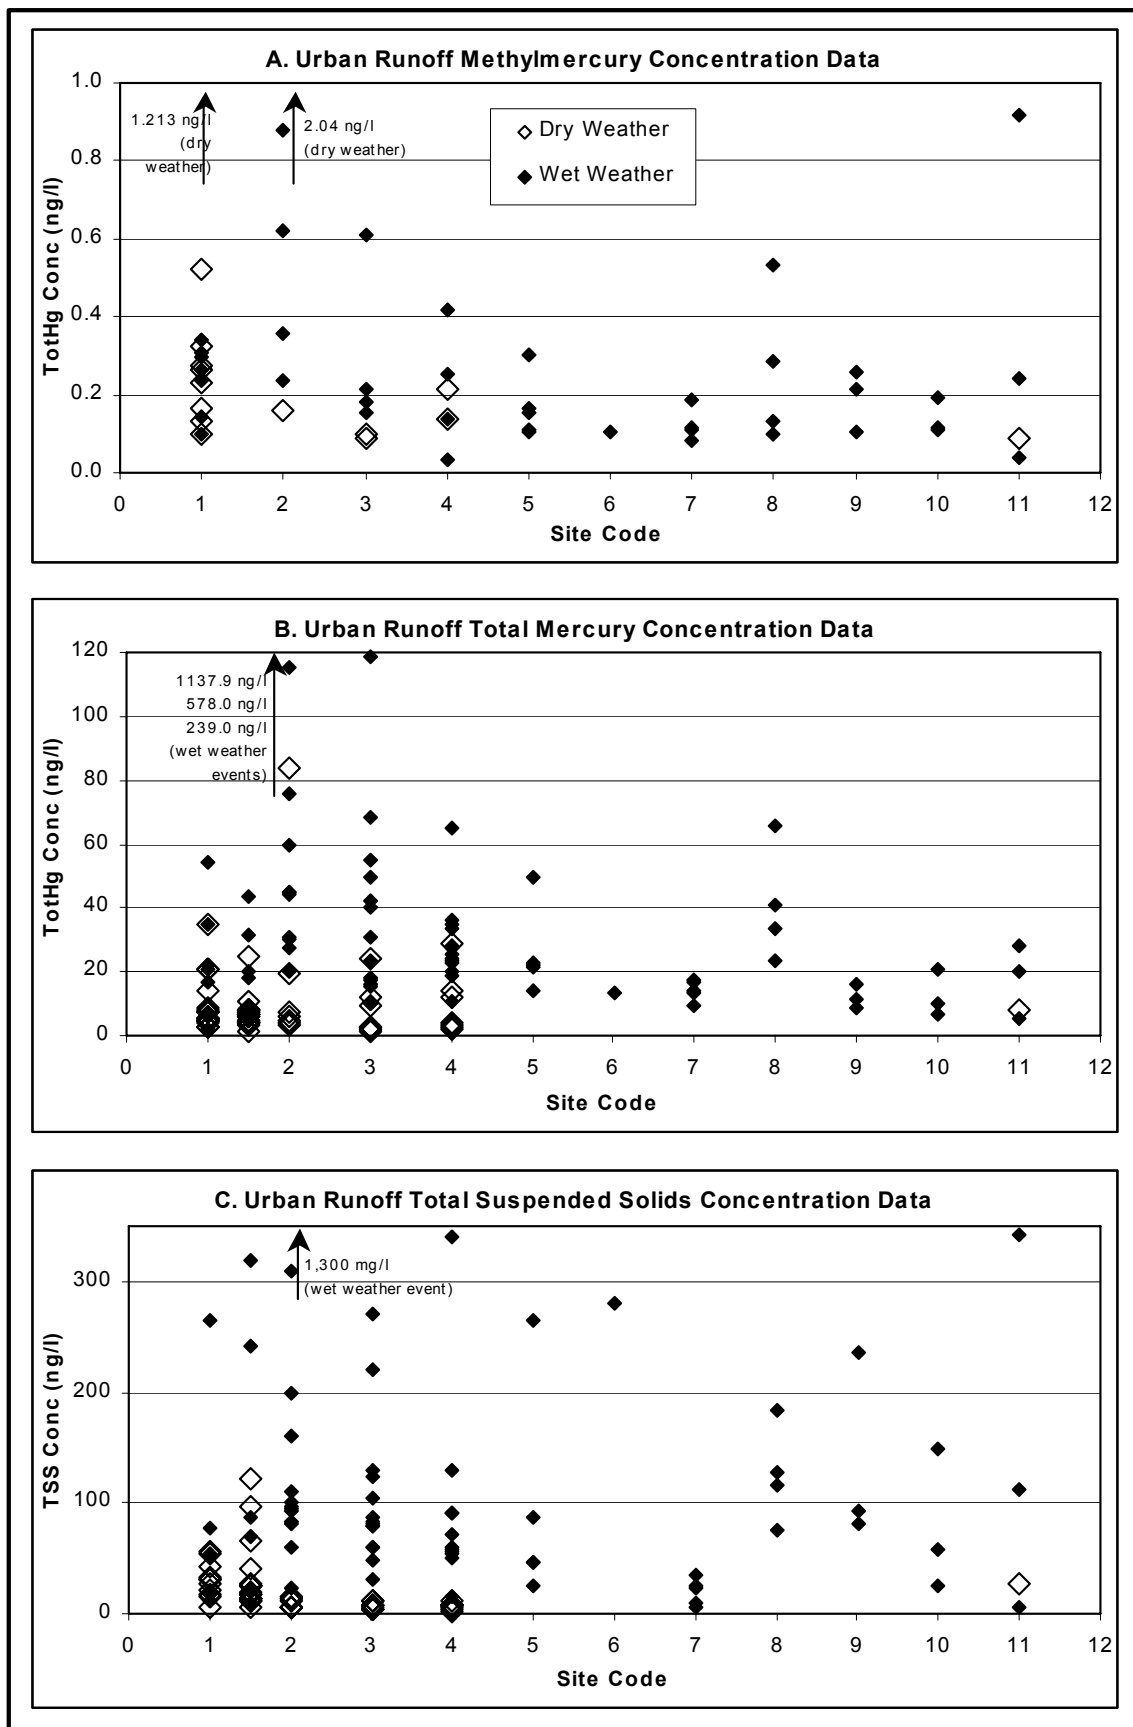 A. Urban Runoff Methylmercury Concentration Data
1.0
1.213 ng/l
(dry
weather)
2.04 ng/l
(dry weather)
Dry Weather
Wet Weather
0.8
0.6
0.4
0.2
0.0
TotHg Conc (ng/l)
0 1 2 3 4 5 6 7 8 9 10 11 12
Site Code
B. Urban Runoff Total Mercury Concentration Data
120
1137.9 ng/l
578.0 ng/l
239.0 ng/l
(wet weather
events)
100
80
60
40
20
0
TotHg Conc (ng/l)
0 1 2 3 4 5 6 7 8 9 10 11 12
Site Code
C. Urban Runoff Total Suspended Solids Concentration Data
1,300 mg/l
(wet weather event)
300
200
100
0
TSS Conc (ng/l)
0 1 2 3 4 5 6 7 8 9 10 11 12
Site Code